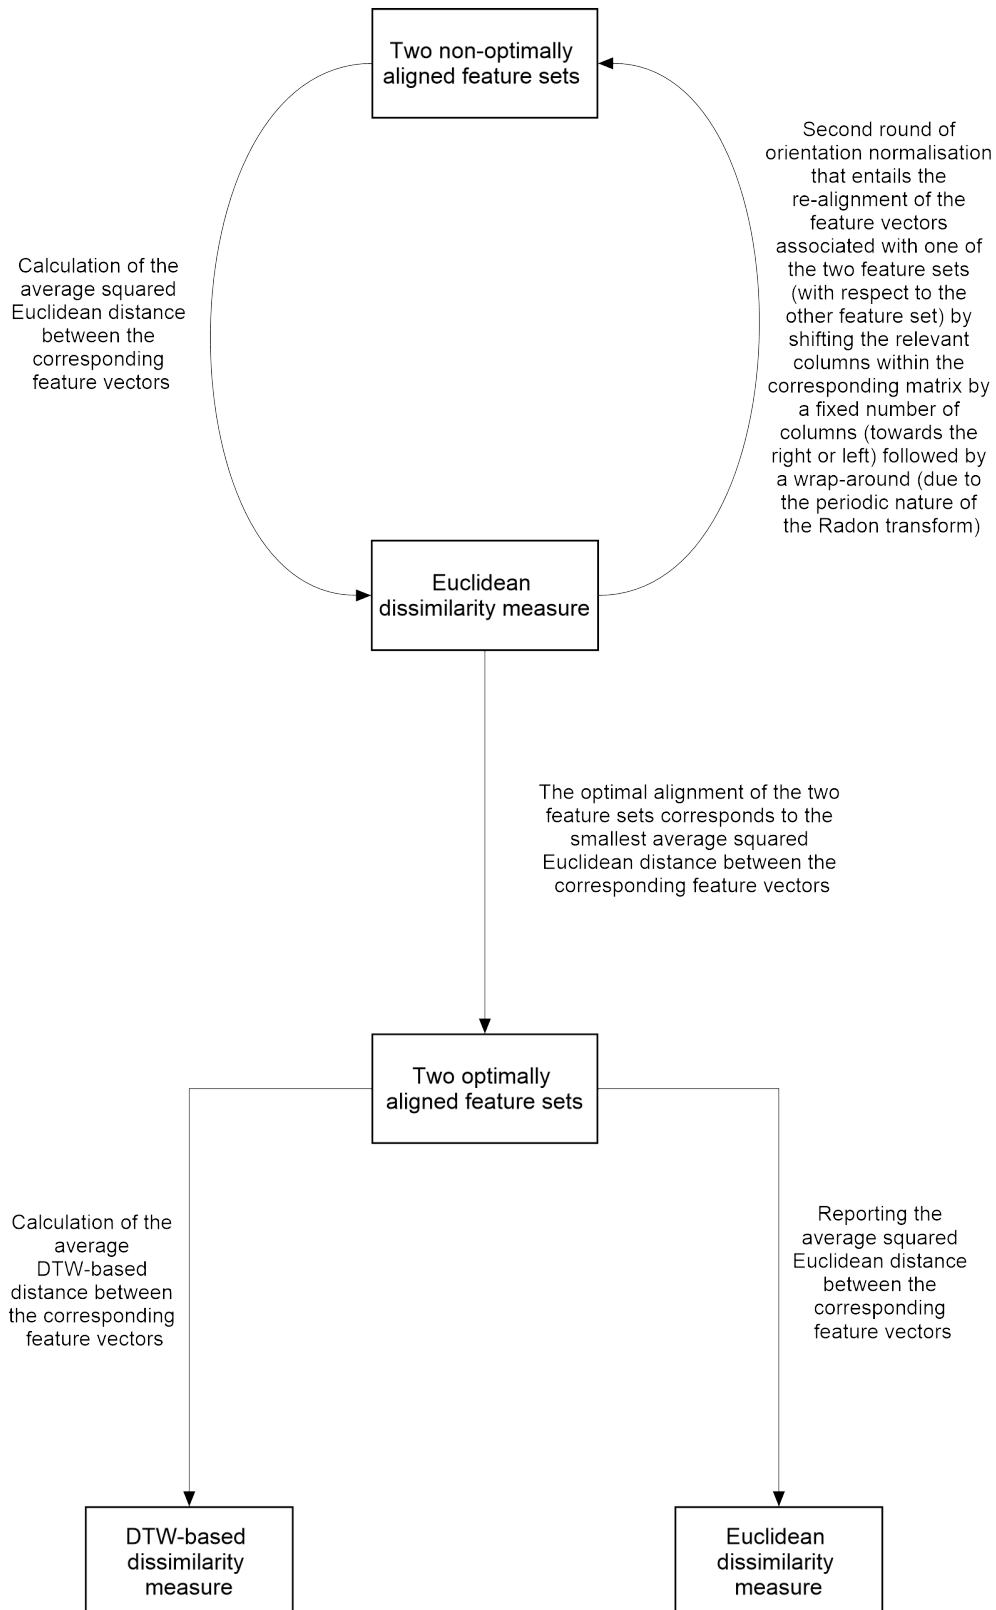 Two non-optimally
aligned feature sets
Second round of
orientation normalisation
that entails the
re-alignment of the
feature vectors
associated with one of
the two feature sets
(with respect to the
other feature set) by
shifting the relevant
columns within the
corresponding matrix by
a fixed number of
columns (towards the
right or left) followed by
a wrap-around (due to
the periodic nature of
the Radon transform)
Calculation of the
average squared
Euclidean distance
between the
corresponding
feature vectors
Euclidean
dissimilarity measure
The optimal alignment of the two
feature sets corresponds to the
smallest average squared
Euclidean distance between the
corresponding feature vectors
Two optimally
aligned feature sets
Calculation of the
average
DTW-based
distance between
the corresponding
feature vectors
Reporting the
average squared
Euclidean distance
between the
corresponding
feature vectors
DTW-based
dissimilarity
measure
Euclidean
dissimilarity
measure